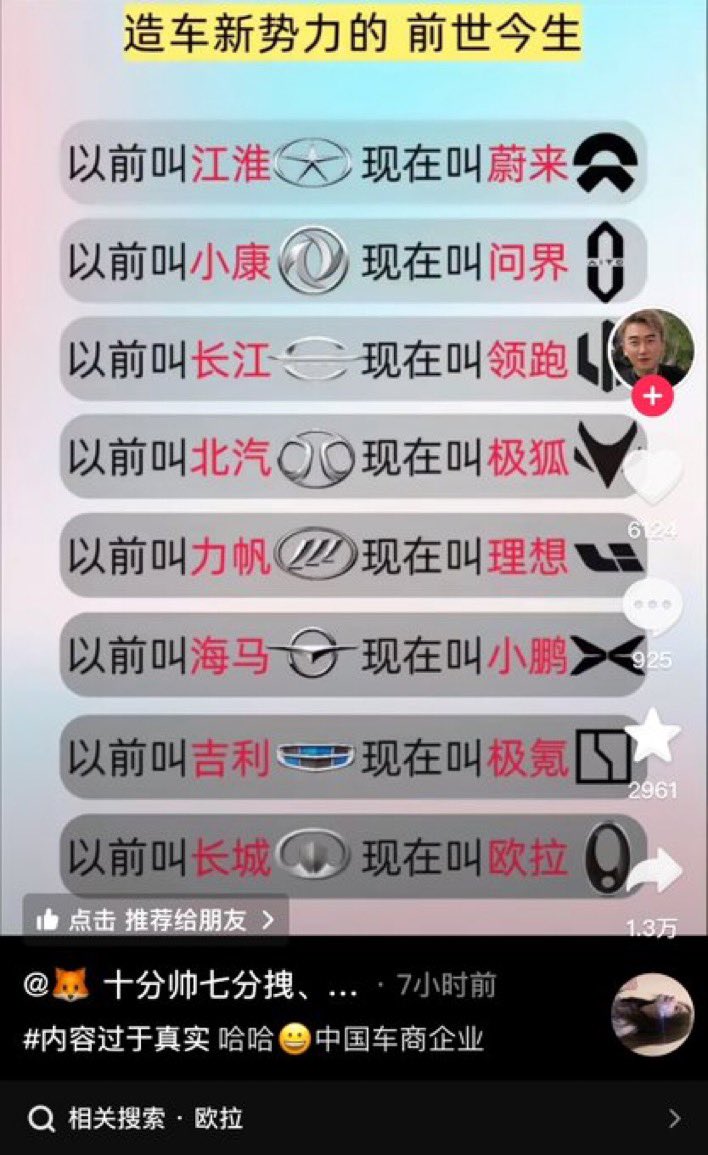 造车新势力的 前世今生
以前叫江淮 现在叫蔚来
以前叫小康 现在叫问界
AITO
以前叫长江 现在叫领跑
以前叫北汽 现在叫极狐
以前叫力帆 现在叫理想
以前叫海马 现在叫小鹏
以前叫吉利 现在叫极氪
以前叫长城 现在叫欧拉
6124
925
2961
1.3万
点击 推荐给朋友 >
@🦊 十分帅七分拽、... · 7小时前
#内容过于真实 哈哈😀中国车商企业
相关搜索 · 欧拉